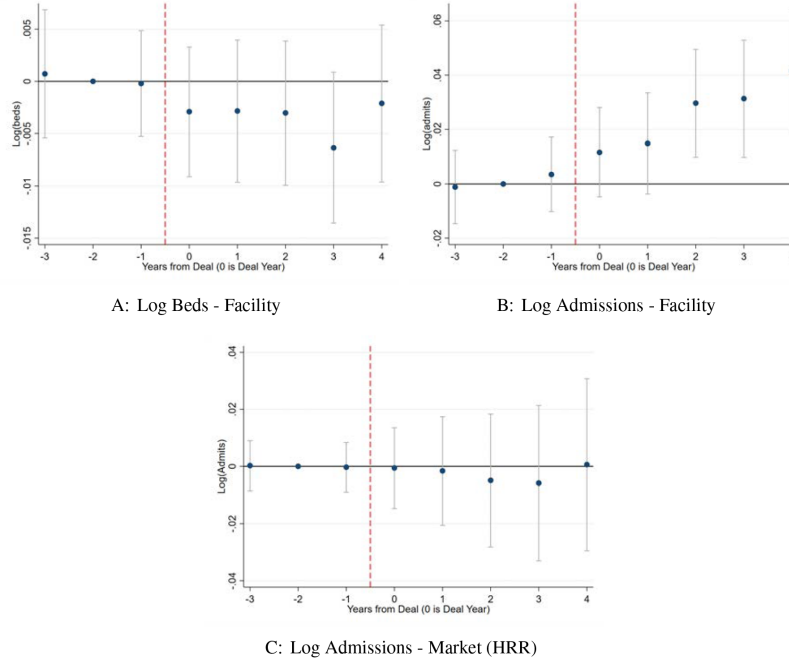 .005
0
-.005
-.01
-.015
Log(beds)
-3 -2 -1 0 1 2 3 4
Years from Deal (0 is Deal Year)
A: Log Beds - Facility
.06
.04
.02
0
-.02
Log(admits)
-3 -2 -1 0 1 2 3
Years from Deal (0 is Deal Year)
B: Log Admissions - Facility
.04
.02
0
-.02
-.04
Log(Admits)
-3 -2 -1 0 1 2 3 4
Years from Deal (0 is Deal Year)
C: Log Admissions - Market (HRR)